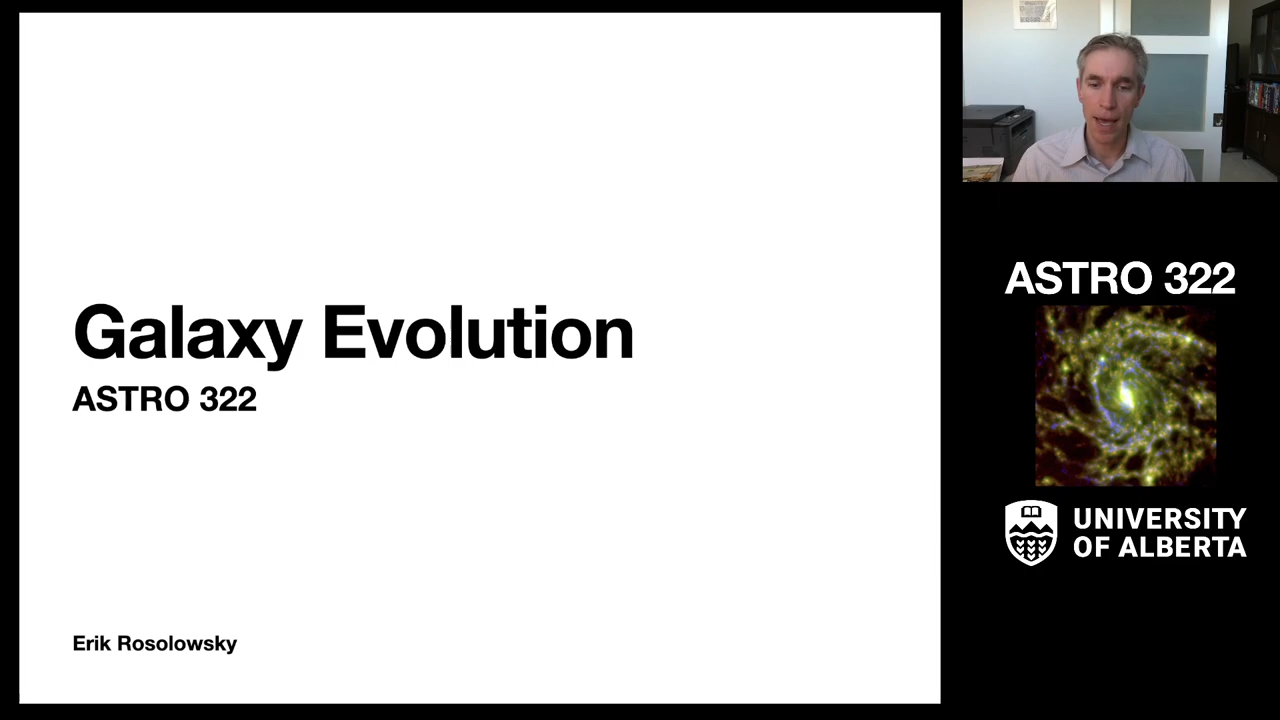 Galaxy Evolution
ASTRO 322
Erik Rosolowsky
ASTRO 322
UNIVERSITY
OF ALBERTA